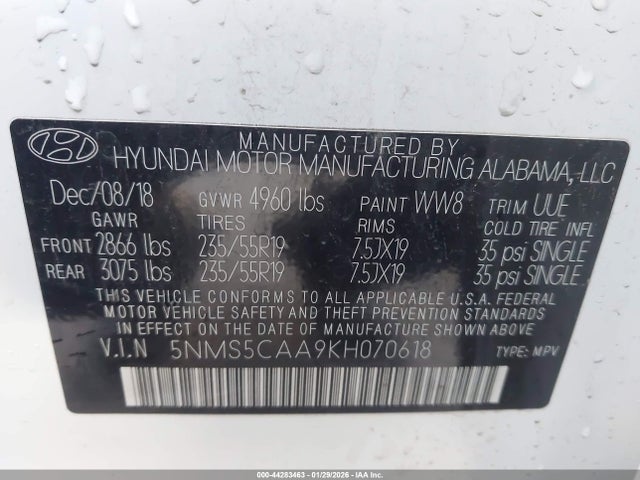 MANUFACTURED BY
HYUNDAI MOTOR MANUFACTURING ALABAMA, LLC
Dec/08/18 GVWR 4960 lbs PAINT WW8 TRIM UUE
GAWR TIRES RIMS COLD TIRE INFL
FRONT 2866 lbs 235/55R19 7.5JX19 35 psi SINGLE
REAR 3075 lbs 235/55R19 7.5JX19 35 psi SINGLE
THIS VEHICLE CONFORMS TO ALL APPLICABLE U.S.A. FEDERAL
MOTOR VEHICLE SAFETY AND THEFT PREVENTION STANDARDS
IN EFFECT ON THE DATE OF MANUFACTURE SHOWN ABOVE.
V.I.N 5NMS5CAA9KH070618 TYPE: MPV
000-44283463 - 01/29/2026 - IAA, Inc.